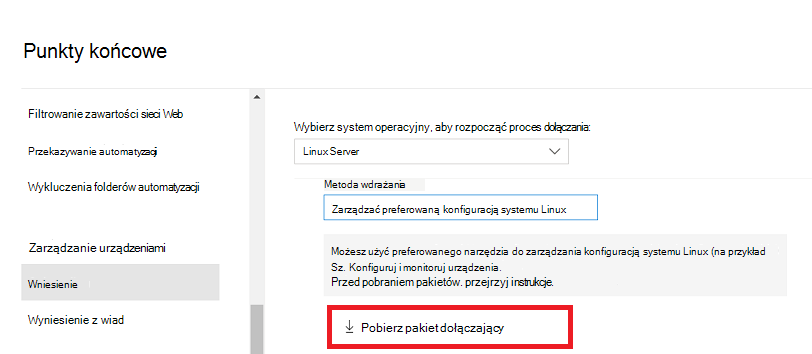 Punkty końcowe
Filtrowanie zawartości sieci Web
Przekazywanie automatyzacji
Wykluczenia folderów automatyzacji
Zarządzanie urządzeniami
Wniesienie
Wyniesienie z wiad
Wybierz system operacyjny, aby rozpocząć proces dołączania:
Linux Server
Metoda wdrażania
Zarządzać preferowaną konfiguracją systemu Linux
Możesz użyć preferowanego narzędzia do zarządzania konfiguracją systemu Linux (na przykład
Sz. Konfiguruj i monitoruj urządzenia.
Przed pobraniem pakietów. przejrzyj instrukcje.
Pobierz pakiet dołączający